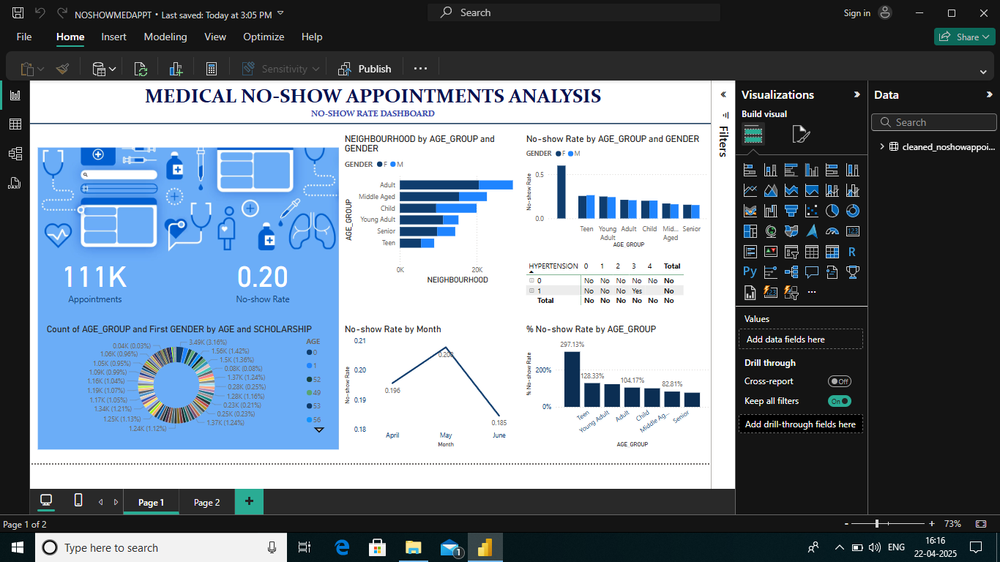 NOSHOWMEDAPPT • Last saved: Today at 3:05 PM
Search
Sign in
File
Home
Insert
Modeling
View
Optimize
Help
Share
Sensitivity
Publish
MEDICAL NO-SHOW APPOINTMENTS ANALYSIS
NO-SHOW RATE DASHBOARD
111K
Appointments
0.20
No-show Rate
Count of AGE_GROUP and First GENDER by AGE and SCHOLARSHIP
0.04K (0.03%)
1.06K (0.96%)
1.05K (0.95%)
1.09K (0.99%)
1.16K (1.04%)
1.19K (1.07%)
1.17K (1.05%)
1.34K (1.21%)
1.25K (1.13%)
1.24K (1.12%)
3.49K (3.16%)
1.56K (1.42%)
1.5K (1.36%)
0.08K (0.08%)
1.37K (1.24%)
0.28K (0.25%)
1.28K (1.16%)
0.23K (0.21%)
0.25K (0.23%)
1.37K (1.24%)
AGE
0
1
52
49
53
56
NEIGHBOURHOOD by AGE_GROUP and
GENDER
GENDER F M
AGE_GROUP
Adult
Middle Aged
Child
Young Adult
Senior
Teen
0K 20K
NEIGHBOURHOOD
No-show Rate by AGE_GROUP and GENDER
GENDER F M
No-show Rate
0.5
0.0
Teen Young Adult Child Mid... Senior
Adult Aged
AGE_GROUP
HYPERTENSION 0 1 2 3 4 Total
0 No No No No No No
1 No No No Yes No
Total No No No No No No
No-show Rate by Month
No-show Rate
0.21
0.20
0.19
0.18
0.196
0.208
0.185
April May June
Month
% No-show Rate by AGE_GROUP
% No-show Rate
200%
0%
297.13%
128.33%
104.17%
82.81%
Teen
Young Adult
Adult
Child
Middle Ag...
Senior
AGE_GROUP
Filters
Visualizations
Build visual
Values
Add data fields here
Drill through
Cross-report Off
Keep all filters On
Add drill-through fields here
Data
Search
cleaned_noshowappoi...
DAX
123
R
Py
123
Page 1
Page 2
Page 1 of 2
73%
Type here to search
1
ENG
16:16
22-04-2025